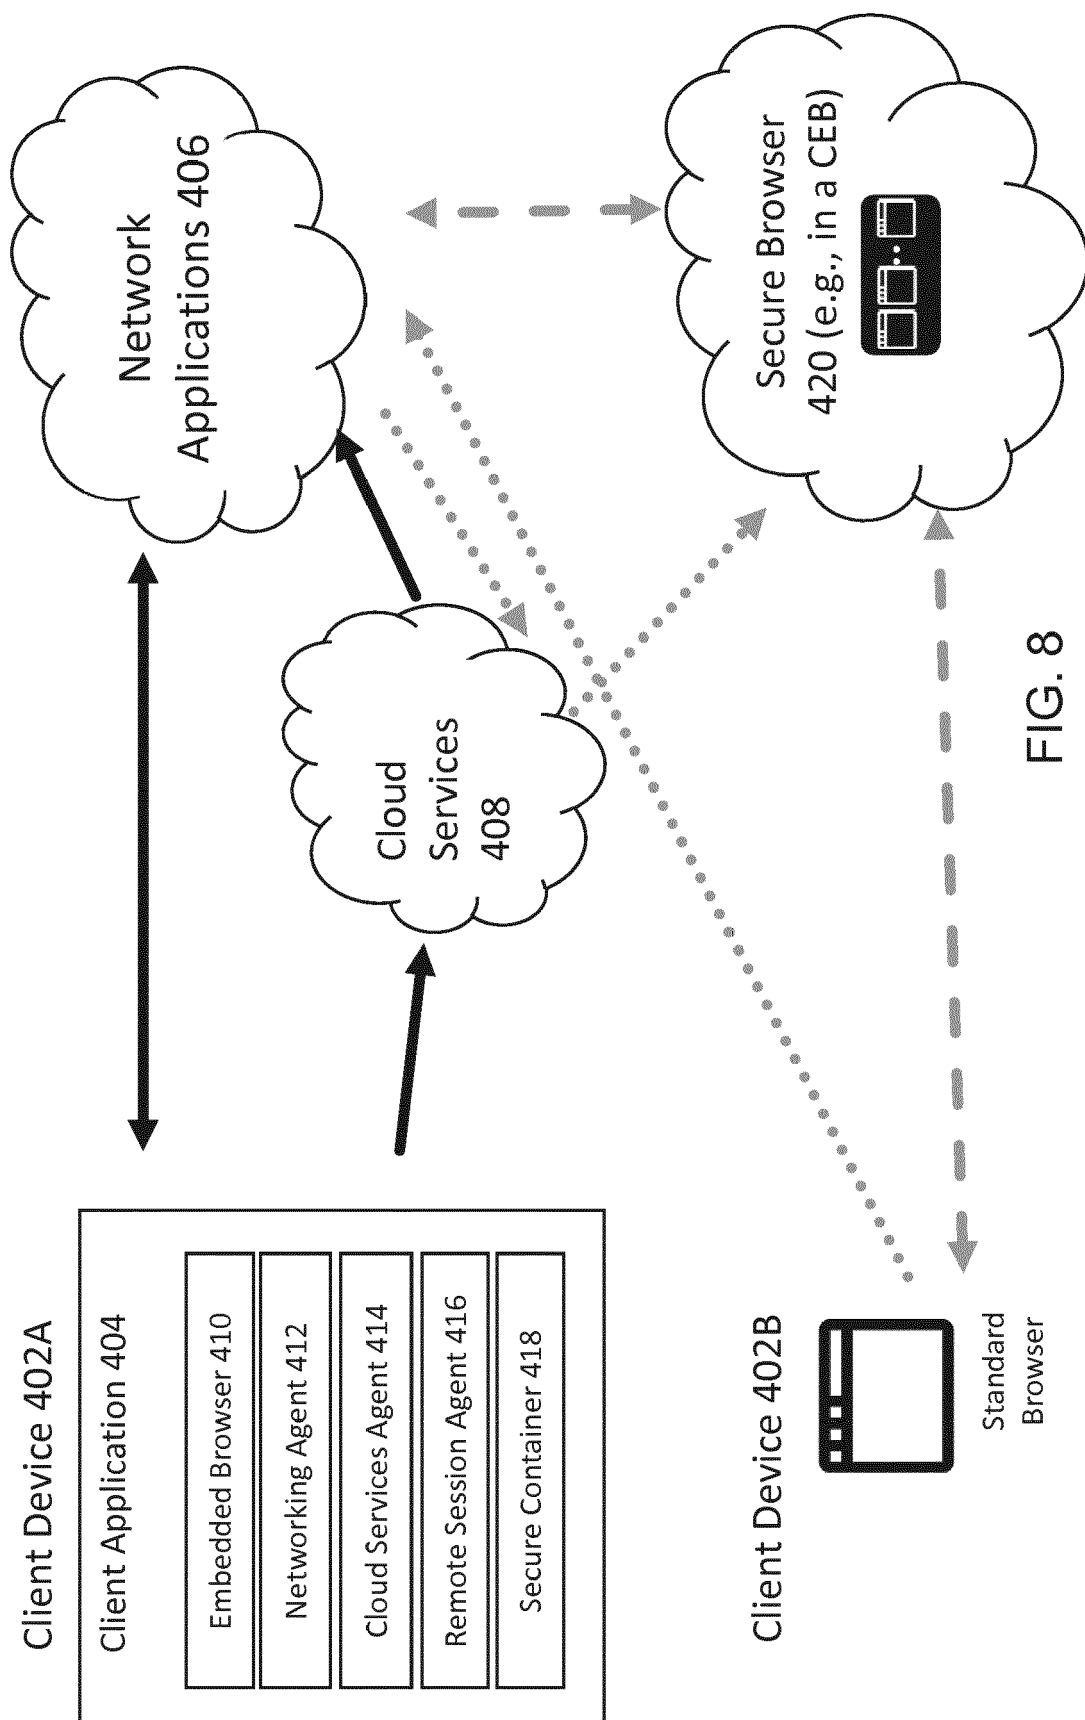 Client Device 402A
Client Application 404
Embedded Browser 410
Networking Agent 412
Cloud Services Agent 414
Remote Session Agent 416
Secure Container 418
Network
Applications 406
Cloud
Services
408
Client Device 402B
Standard
Browser
Secure Browser
420 (e.g., in a CEB)
FIG. 8